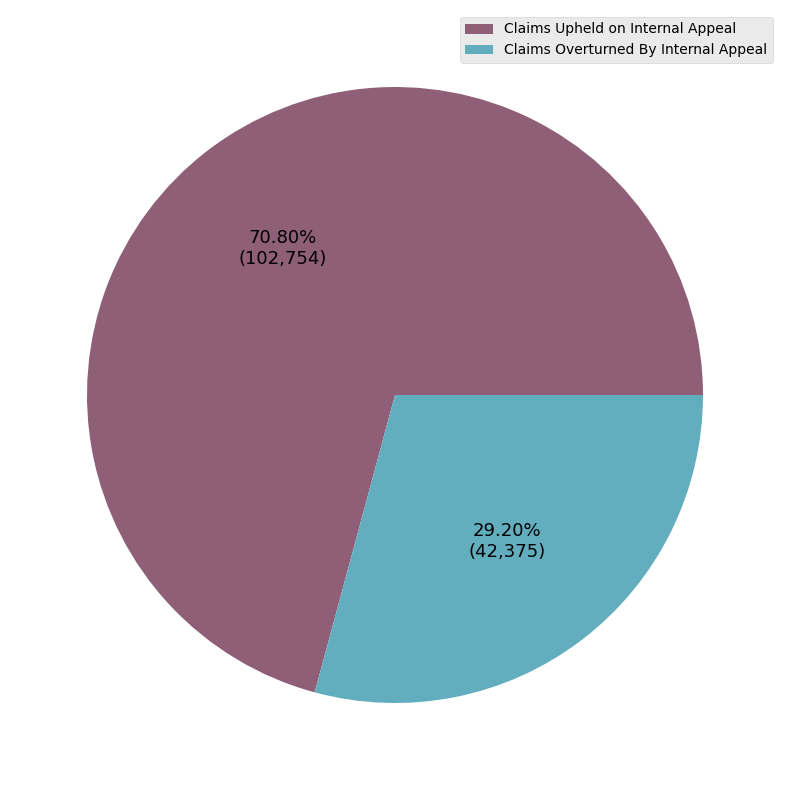 Claims Upheld on Internal Appeal
Claims Overturned By Internal Appeal
70.80%
(102,754)
29.20%
(42,375)